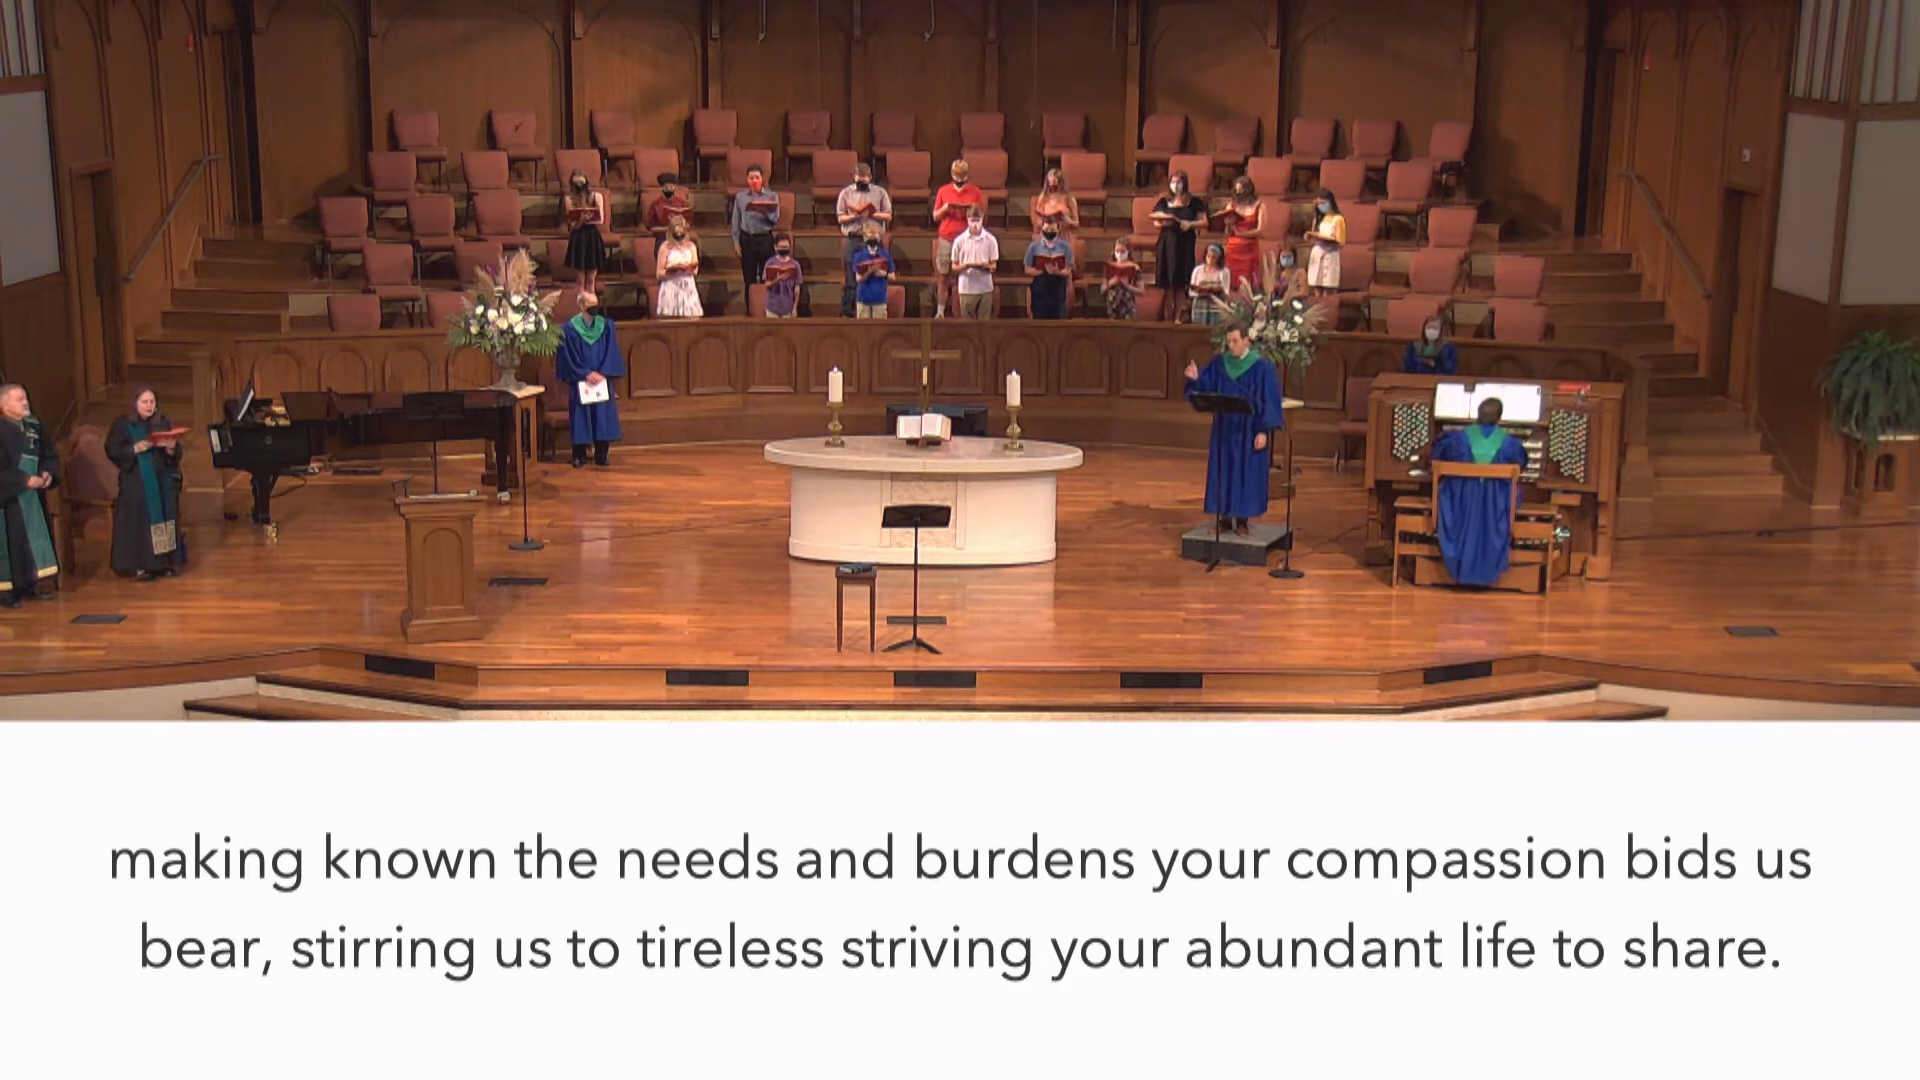 making known the needs and burdens your compassion bids us
bear, stirring us to tireless striving your abundant life to share.